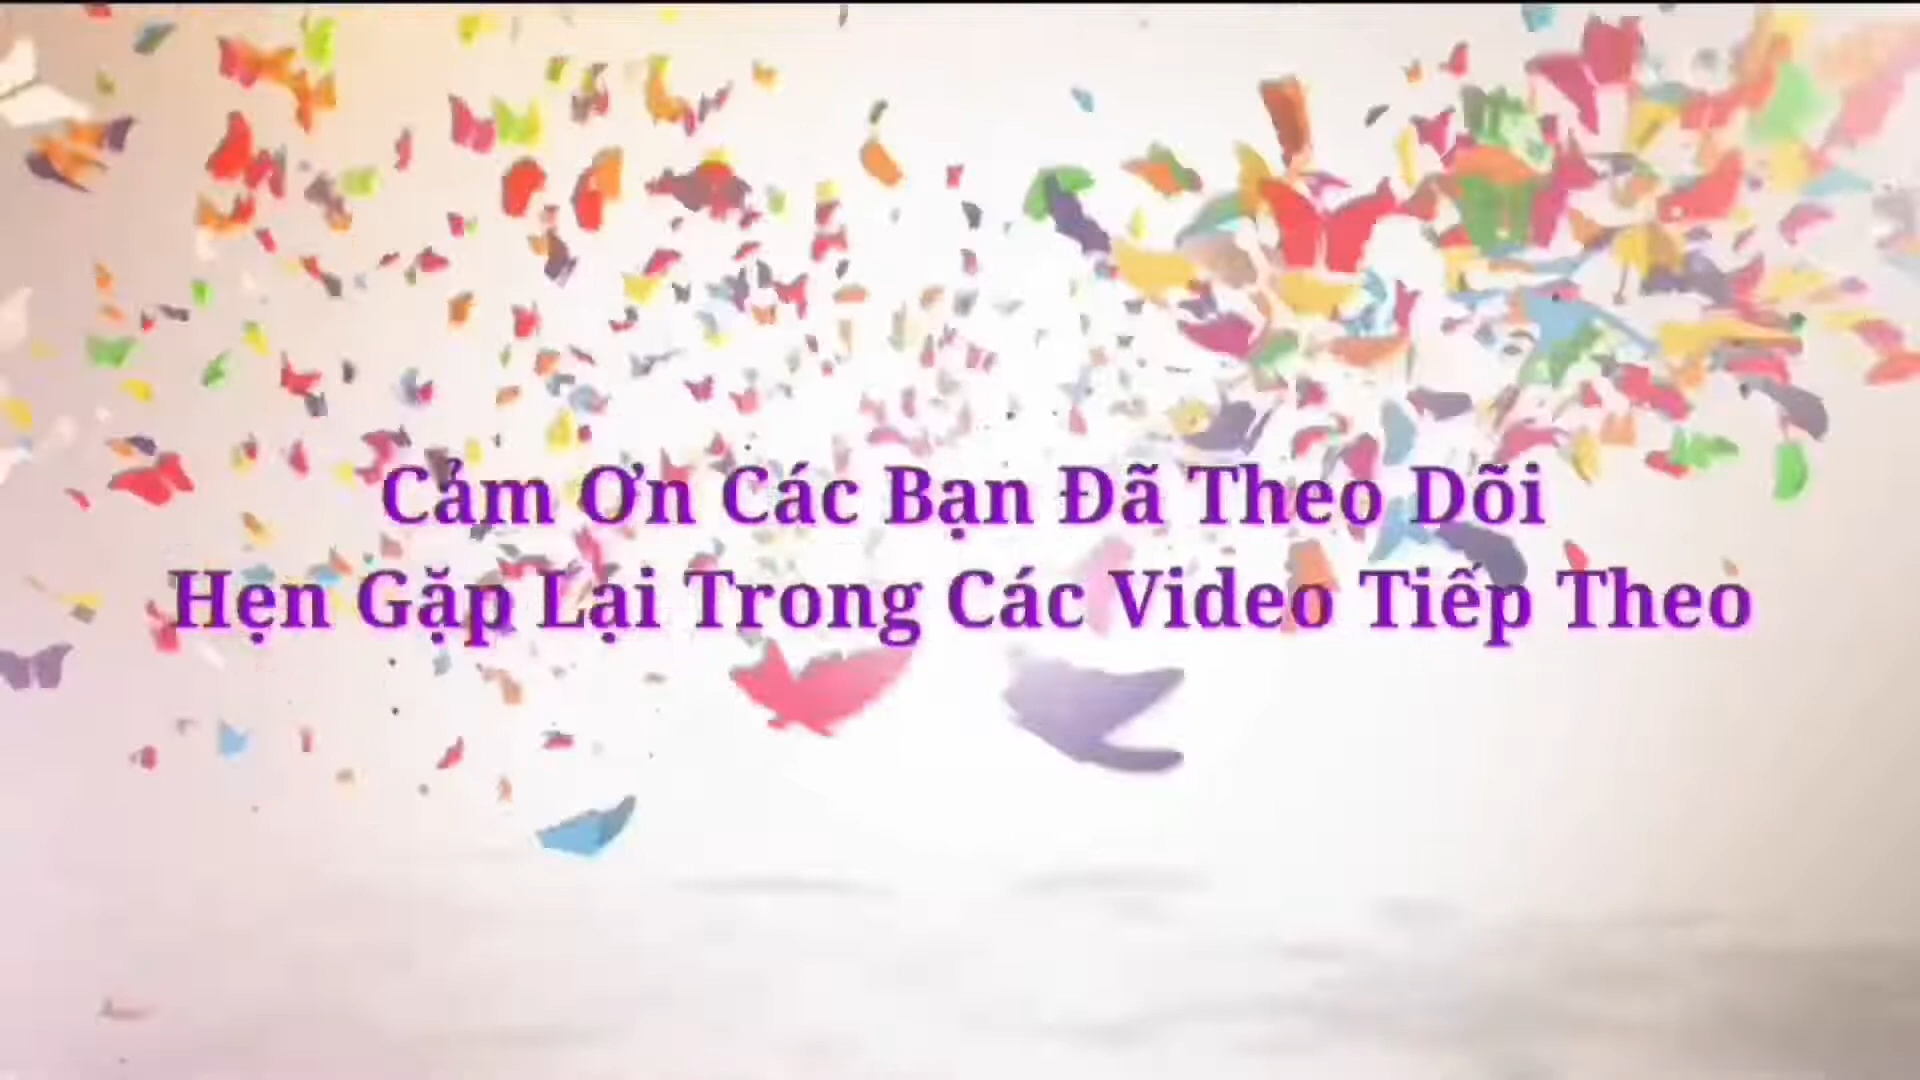 Cảm Ơn Các Bạn Đã Theo Dõi
Hẹn Gặp Lại Trong Các Video Tiếp Theo